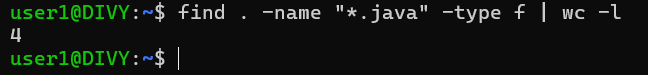 user1@DIVY:~$ find . -name "*.java" -type f | wc -l
4
user1@DIVY:~$